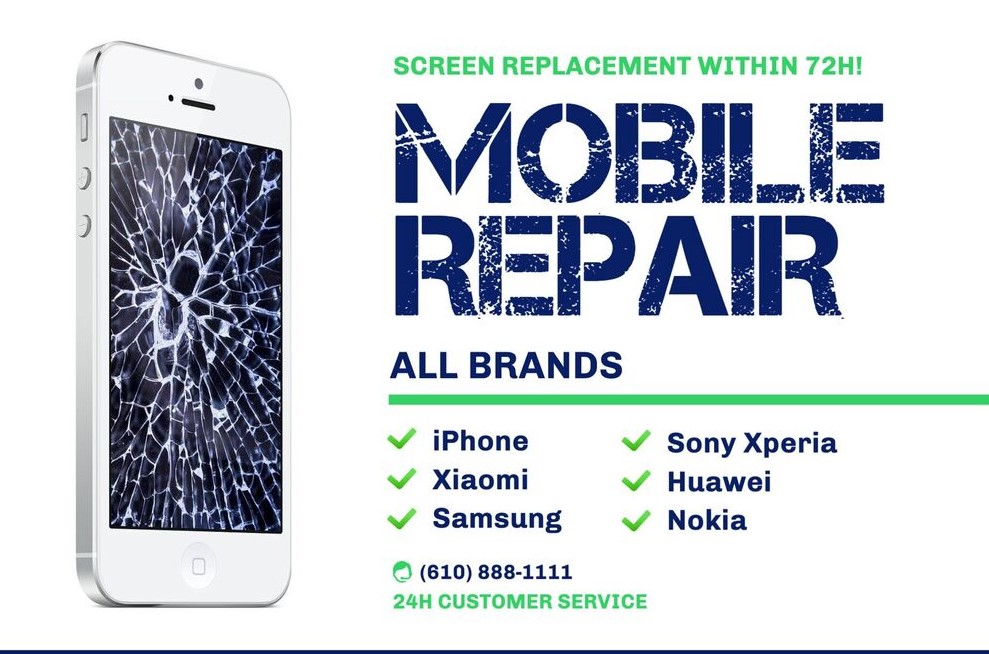 SCREEN REPLACEMENT WITHIN 72H!
MOBILE
REPAIR
ALL BRANDS
iPhone
Xiaomi
Samsung
Sony Xperia
Huawei
Nokia
(610) 888-1111
24H CUSTOMER SERVICE